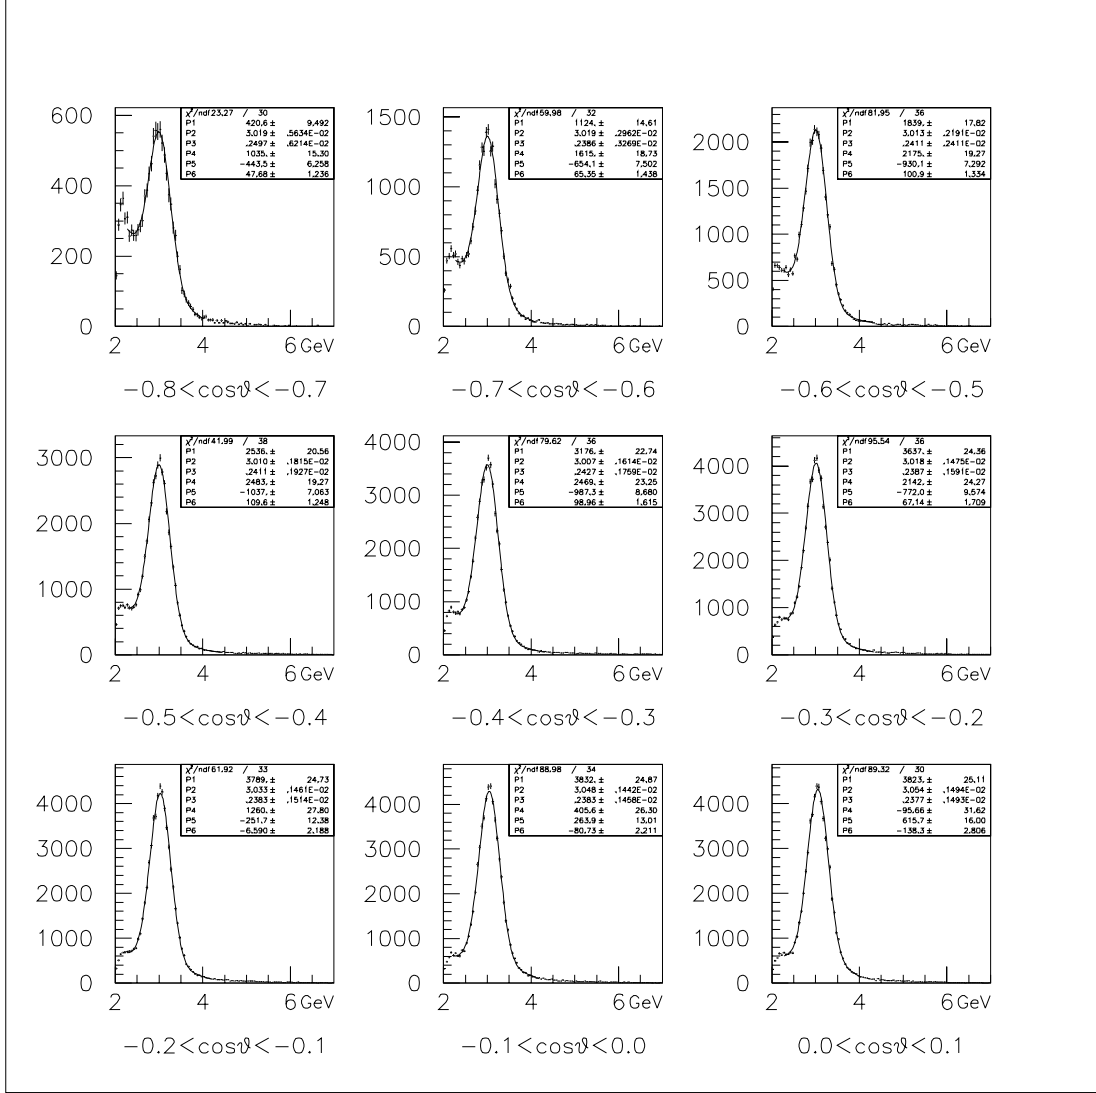 χ²/ndf 23.27 / 30
P1 420.6 ± 9.492
P2 3.019 ± .5634E-02
P3 .2497 ± .6214E-02
P4 1035. ± 15.30
P5 -443.5 ± 6.258
P6 47.68 ± 1.236
600
400
200
0
2 4 6 GeV
-0.8<cosϑ<-0.7
χ²/ndf 59.98 / 32
P1 1124. ± 14.61
P2 3.019 ± .2962E-02
P3 .2386 ± .3269E-02
P4 1615. ± 18.73
P5 -654.1 ± 7.502
P6 65.35 ± 1.438
1500
1000
500
0
2 4 6 GeV
-0.7<cosϑ<-0.6
χ²/ndf 81.95 / 36
P1 1839. ± 17.82
P2 3.013 ± .2191E-02
P3 .2411 ± .2411E-02
P4 2175. ± 19.27
P5 -930.1 ± 7.292
P6 100.9 ± 1.334
2000
1500
1000
500
0
2 4 6 GeV
-0.6<cosϑ<-0.5
χ²/ndf 41.99 / 38
P1 2536. ± 20.56
P2 3.010 ± .1815E-02
P3 .2411 ± .1927E-02
P4 2483. ± 19.27
P5 -1037. ± 7.063
P6 109.6 ± 1.248
3000
2000
1000
0
2 4 6 GeV
-0.5<cosϑ<-0.4
χ²/ndf 79.62 / 36
P1 3176. ± 22.74
P2 3.007 ± .1614E-02
P3 .2427 ± .1759E-02
P4 2469. ± 23.25
P5 -987.3 ± 8.680
P6 98.96 ± 1.615
4000
3000
2000
1000
0
2 4 6 GeV
-0.4<cosϑ<-0.3
χ²/ndf 95.54 / 36
P1 3637. ± 24.36
P2 3.018 ± .1475E-02
P3 .2387 ± .1591E-02
P4 2142. ± 24.27
P5 -772.0 ± 9.574
P6 67.14 ± 1.709
4000
3000
2000
1000
0
2 4 6 GeV
-0.3<cosϑ<-0.2
χ²/ndf 61.92 / 33
P1 3789. ± 24.73
P2 3.033 ± .1461E-02
P3 .2383 ± .1514E-02
P4 1260. ± 27.80
P5 -251.7 ± 12.38
P6 -6.590 ± 2.188
4000
3000
2000
1000
0
2 4 6 GeV
-0.2<cosϑ<-0.1
χ²/ndf 88.98 / 34
P1 3832. ± 24.87
P2 3.048 ± .1442E-02
P3 .2383 ± .1458E-02
P4 405.6 ± 26.30
P5 263.9 ± 13.01
P6 -80.73 ± 2.211
4000
3000
2000
1000
0
2 4 6 GeV
-0.1<cosϑ<0.0
χ²/ndf 89.32 / 30
P1 3823. ± 25.11
P2 3.054 ± .1494E-02
P3 .2377 ± .1493E-02
P4 -95.66 ± 31.62
P5 615.7 ± 16.00
P6 -138.3 ± 2.806
4000
3000
2000
1000
0
2 4 6 GeV
0.0<cosϑ<0.1